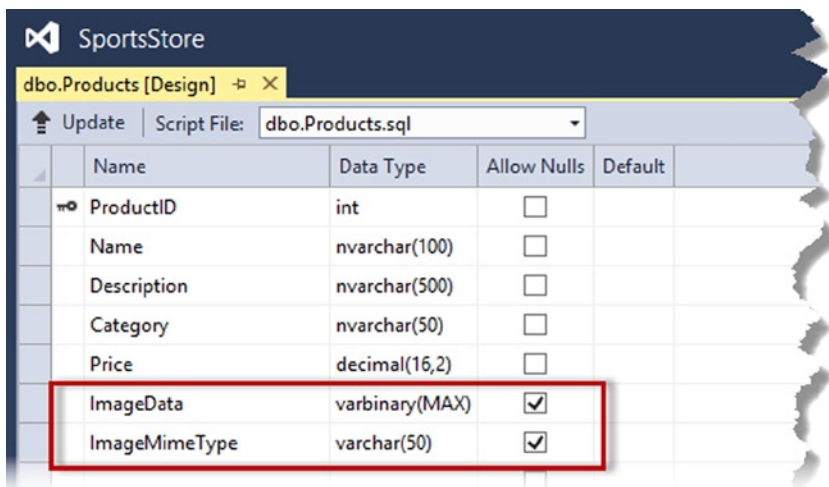 SportsStore
dbo.Products [Design]
Update Script File: dbo.Products.sql
Name Data Type Allow Nulls Default
ProductID int
Name nvarchar(100)
Description nvarchar(500)
Category nvarchar(50)
Price decimal(16,2)
ImageData varbinary(MAX)
ImageMimeType varchar(50)